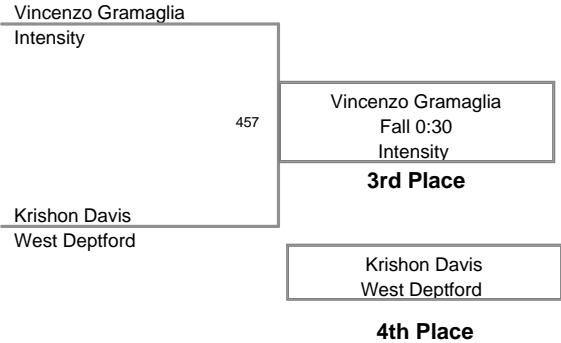 Vincenzo Gramaglia
Intensity
457
Vincenzo Gramaglia
Fall 0:30
Intensity
3rd Place
Krishon Davis
West Deptford
Krishon Davis
West Deptford
4th Place